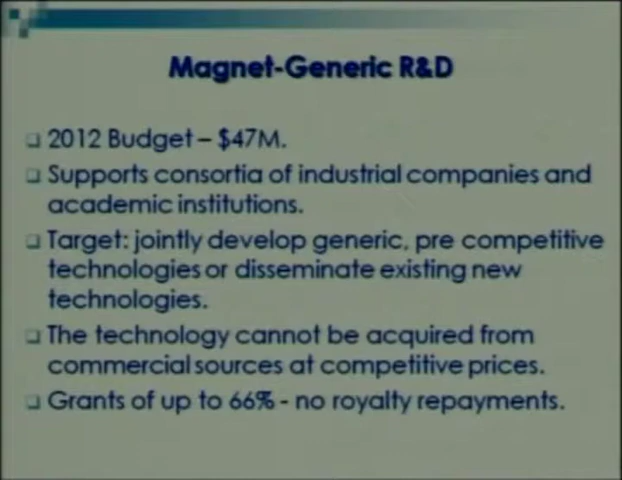 Magnet-Generic R&D
❑ 2012 Budget – $47M.
❑ Supports consortia of industrial companies and
academic institutions.
❑ Target: jointly develop generic, pre competitive
technologies or disseminate existing new
technologies.
❑ The technology cannot be acquired from
commercial sources at competitive prices.
❑ Grants of up to 66% - no royalty repayments.